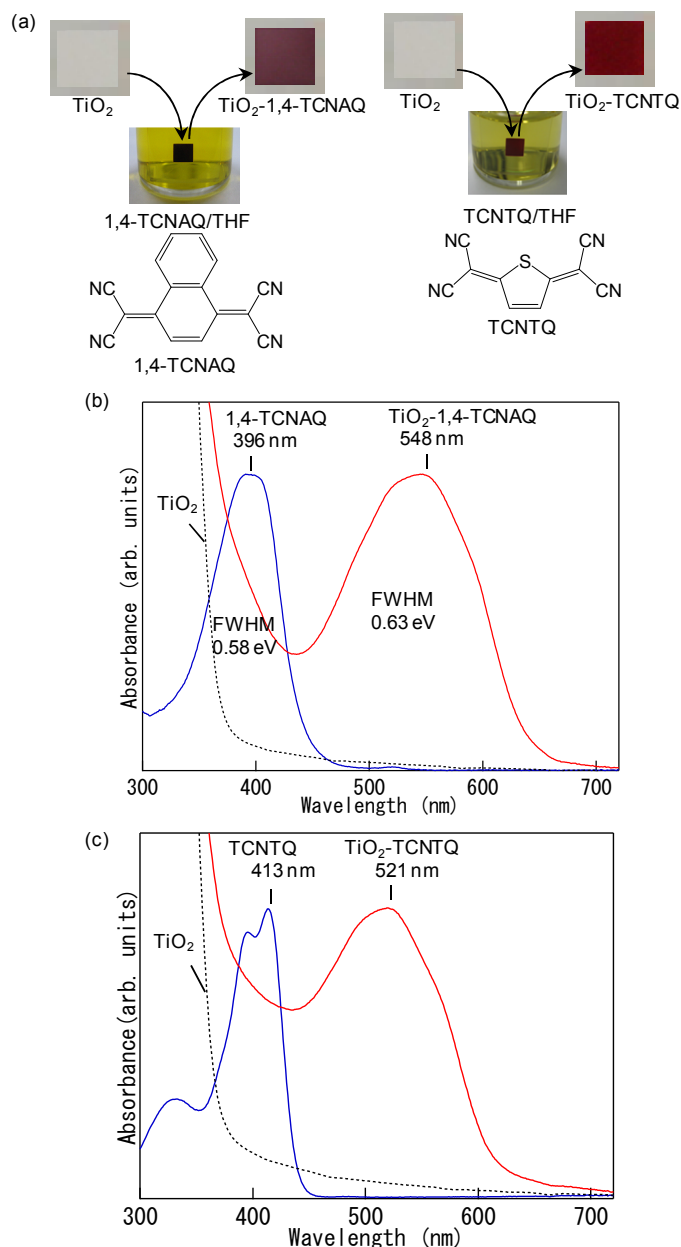 (a)
TiO₂
TiO₂-1,4-TCNAQ
TiO₂
TiO₂-TCNTQ
1,4-TCNAQ/THF
TCNTQ/THF
NC
CN
NC
CN
1,4-TCNAQ
NC
S
CN
NC
CN
TCNTQ
(b)
1,4-TCNAQ
396 nm
TiO₂-1,4-TCNAQ
548 nm
TiO₂
FWHM
0.58 eV
FWHM
0.63 eV
Absorbance (arb. units)
300 400 500 600 700
Wavelength (nm)
(c)
TCNTQ
413 nm
TiO₂-TCNTQ
521 nm
TiO₂
Absorbance(arb. units)
300 400 500 600 700
Wavelength (nm)